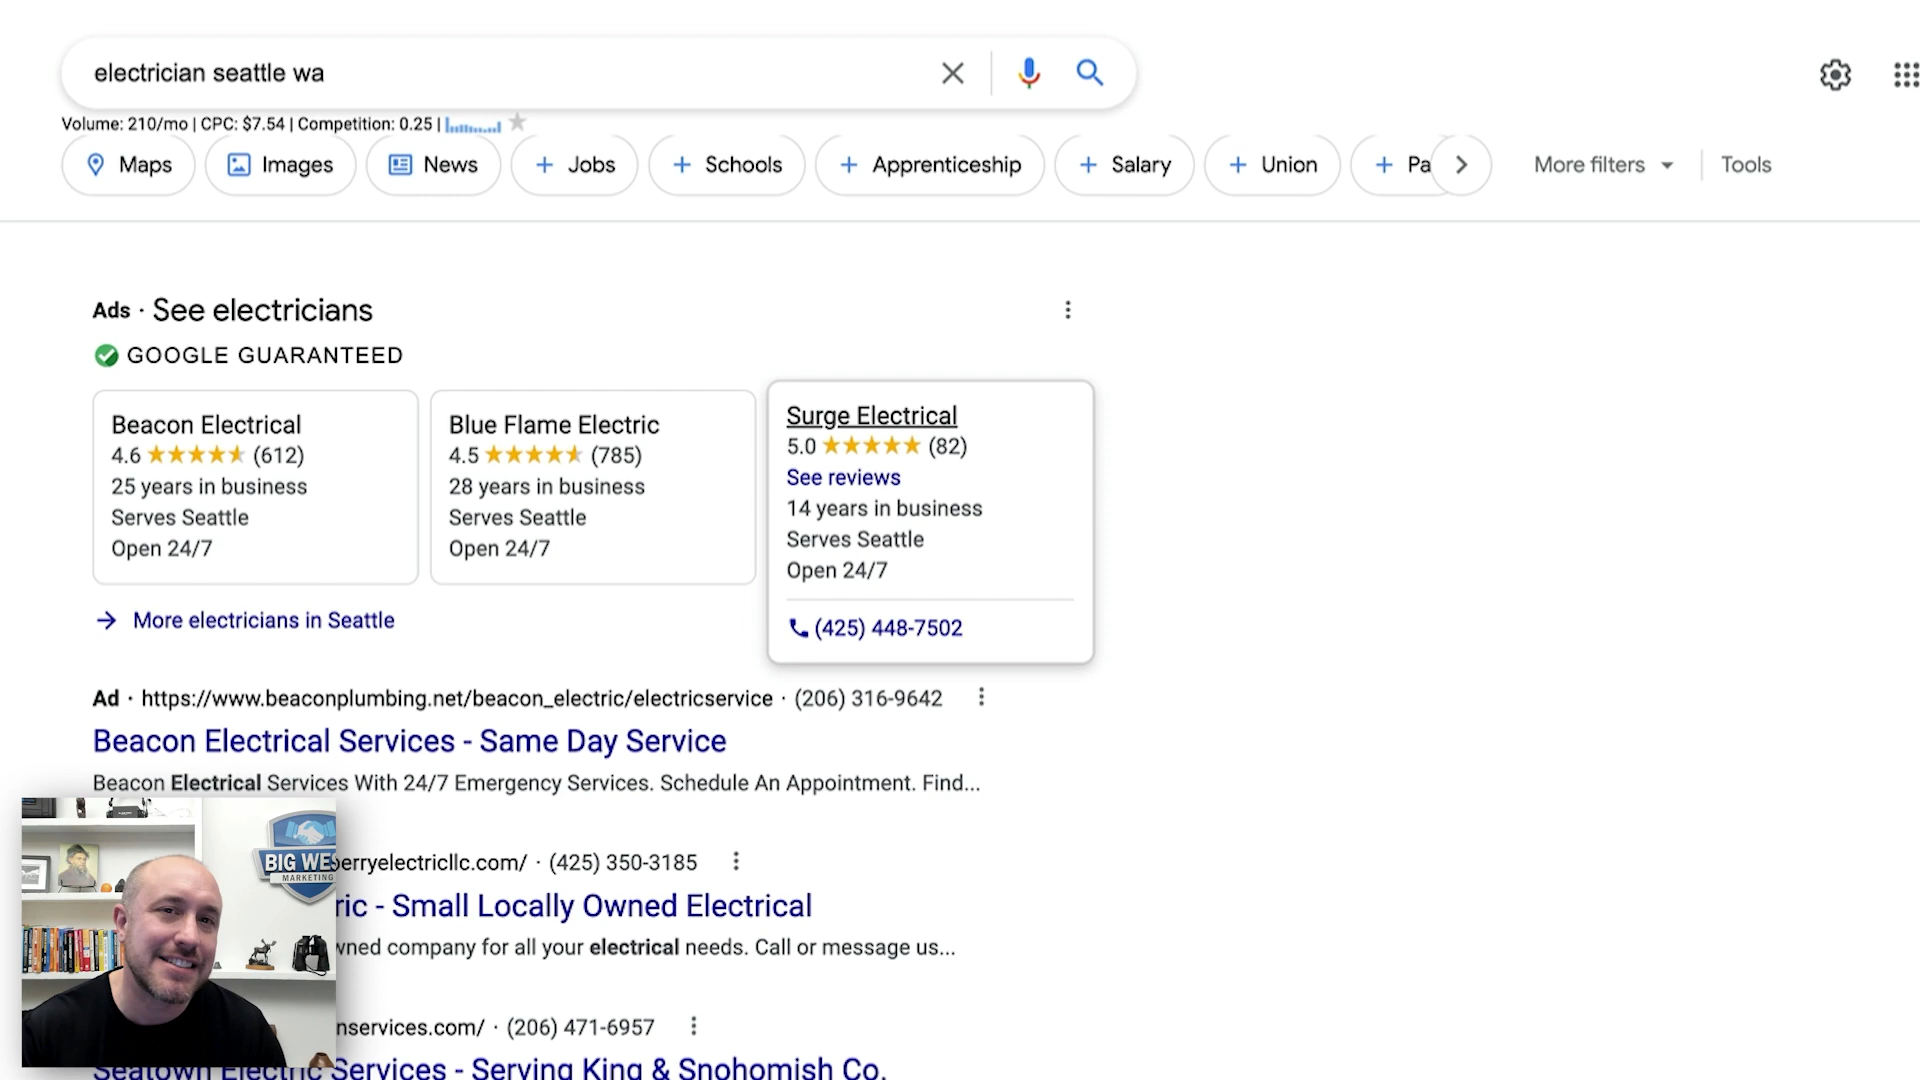 electrician seattle wa
Volume: 210/mo | CPC: $7.54 | Competition: 0.25 |
Maps Images News + Jobs + Schools + Apprenticeship + Salary + Union + Pa More filters Tools
Ads · See electricians
GOOGLE GUARANTEED
Beacon Electrical
4.6 (612)
25 years in business
Serves Seattle
Open 24/7
Blue Flame Electric
4.5 (785)
28 years in business
Serves Seattle
Open 24/7
Surge Electrical
5.0 (82)
See reviews
14 years in business
Serves Seattle
Open 24/7
(425) 448-7502
More electricians in Seattle
Ad · https://www.beaconplumbing.net/beacon_electric/electricservice · (206) 316-9642
Beacon Electrical Services - Same Day Service
Beacon Electrical Services With 24/7 Emergency Services. Schedule An Appointment. Find...
erryelectricllc.com/ · (425) 350-3185
ric - Small Locally Owned Electrical
wned company for all your electrical needs. Call or message us...
nservices.com/ · (206) 471-6957
Seatown Electric Services - Serving King & Snohomish Co.
BIG WES
MARKETING